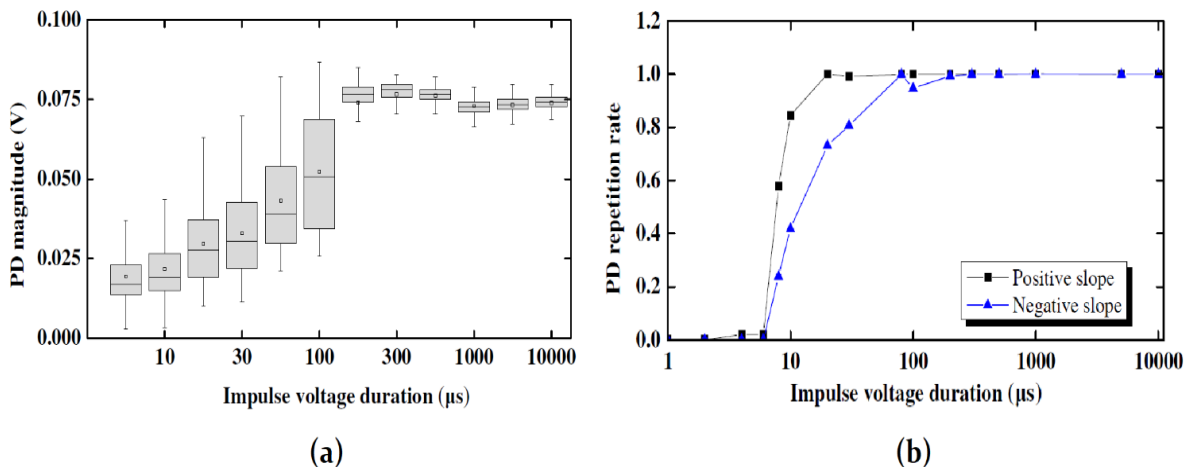 0.100
0.075
0.050
0.025
0.000
PD magnitude (V)
10 30 100 300 1000 10000
Impulse voltage duration (μs)
(a)
1.2
1.0
0.8
0.6
0.4
0.2
0.0
PD repetition rate
Positive slope
Negative slope
1 10 100 1000 10000
Impulse voltage duration (μs)
(b)